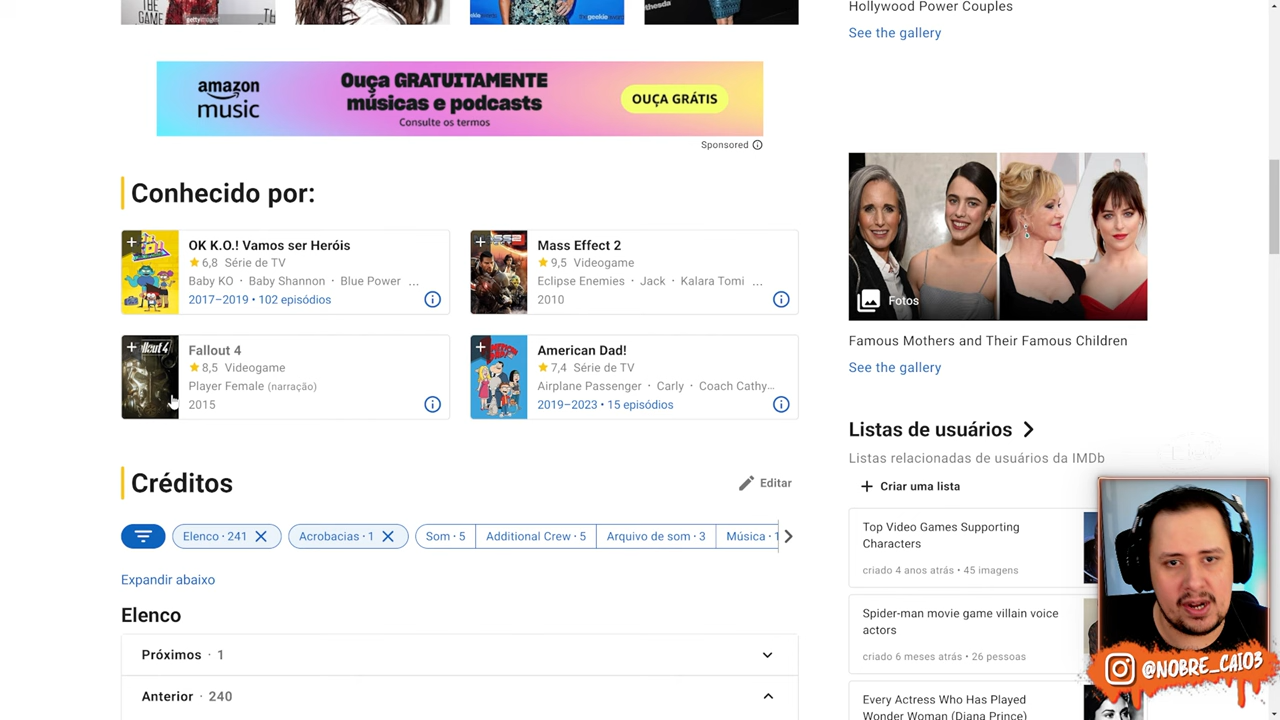 THE
GAME
gettyimages
#TS
The geekie
Hollywood Power Couples
See the gallery
amazon
music
Ouça GRATUITAMENTE
músicas e podcasts
Consulte os termos
OUÇA GRÁTIS
Sponsored
Conhecido por:
OK K.O.! Vamos ser Heróis
6,8 Série de TV
Baby KO · Baby Shannon · Blue Power ...
2017–2019 • 102 episódios
Mass Effect 2
9,5 Videogame
Eclipse Enemies · Jack · Kalara Tomi ...
2010
Fallout 4
8,5 Videogame
Player Female (narração)
2015
American Dad!
7,4 Série de TV
Airplane Passenger · Carly · Coach Cathy...
2019–2023 • 15 episódios
Fotos
Famous Mothers and Their Famous Children
See the gallery
Créditos
Editar
Elenco · 241
Acrobacias · 1
Som · 5
Additional Crew · 5
Arquivo de som · 3
Música · 1
Expandir abaixo
Elenco
Próximos · 1
Anterior · 240
Listas de usuários
Listas relacionadas de usuários da IMDb
Criar uma lista
Top Video Games Supporting
Characters
criado 4 anos atrás • 45 imagens
Spider-man movie game villain voice
actors
criado 6 meses atrás • 26 pessoas
Every Actress Who Has Played
Wonder Woman (Diana Prince)
@NOBRE_CAIO3